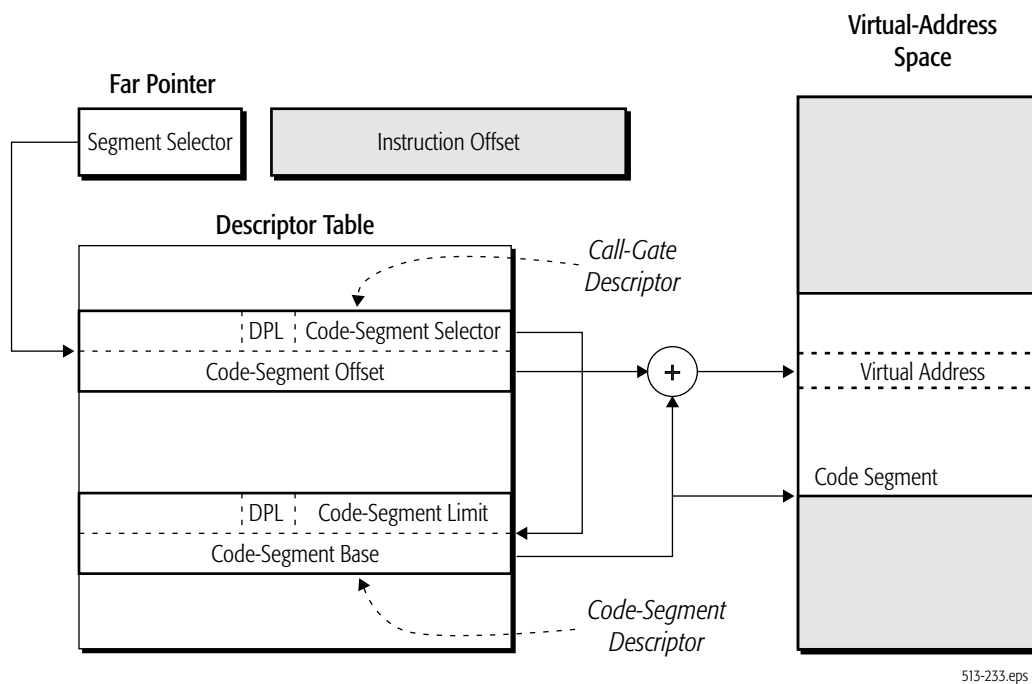 Virtual-Address
Space
Far Pointer
Segment Selector
Instruction Offset
Descriptor Table
Call-Gate
Descriptor
DPL
Code-Segment Selector
Code-Segment Offset
+
Virtual Address
Code Segment
DPL
Code-Segment Limit
Code-Segment Base
Code-Segment
Descriptor
513-233.eps